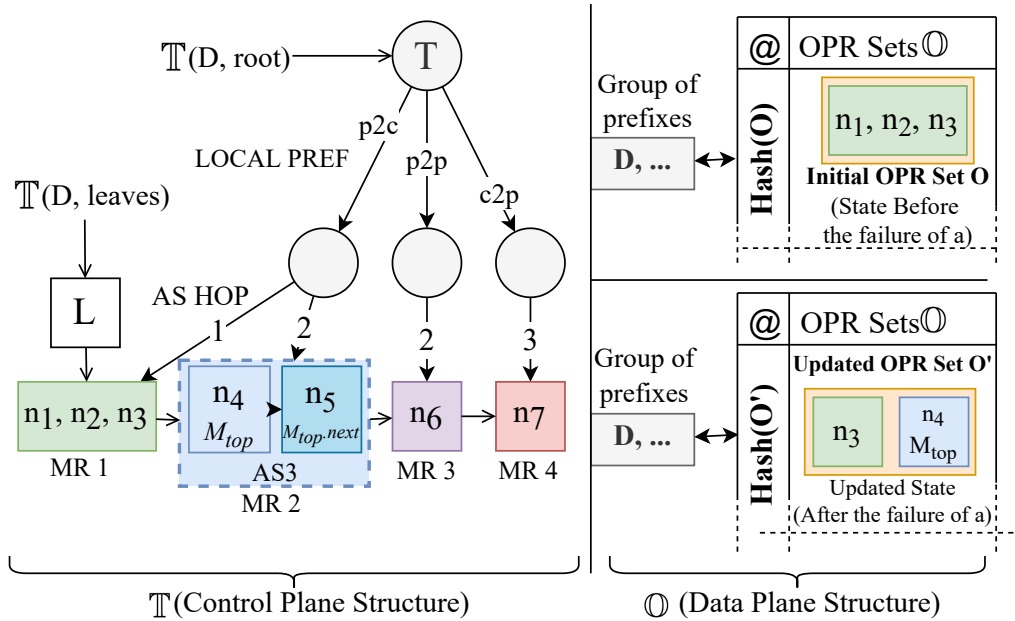 𝕋(D, root)
T
p2c
p2p
c2p
LOCAL PREF
𝕋(D, leaves)
L
AS HOP
1
2
2
3
n1, n2, n3
MR 1
n4
Mtop
n5
Mtop.next
AS3
MR 2
n6
MR 3
n7
MR 4
𝕋(Control Plane Structure)
Group of
prefixes
D, ...
@
OPR Sets 𝕆
Hash(O)
n1, n2, n3
Initial OPR Set O
(State Before
the failure of a)
Group of
prefixes
D, ...
@
OPR Sets 𝕆
Hash(O')
Updated OPR Set O'
n3
n4
Mtop
Updated State
(After the failure of a)
𝕆 (Data Plane Structure)